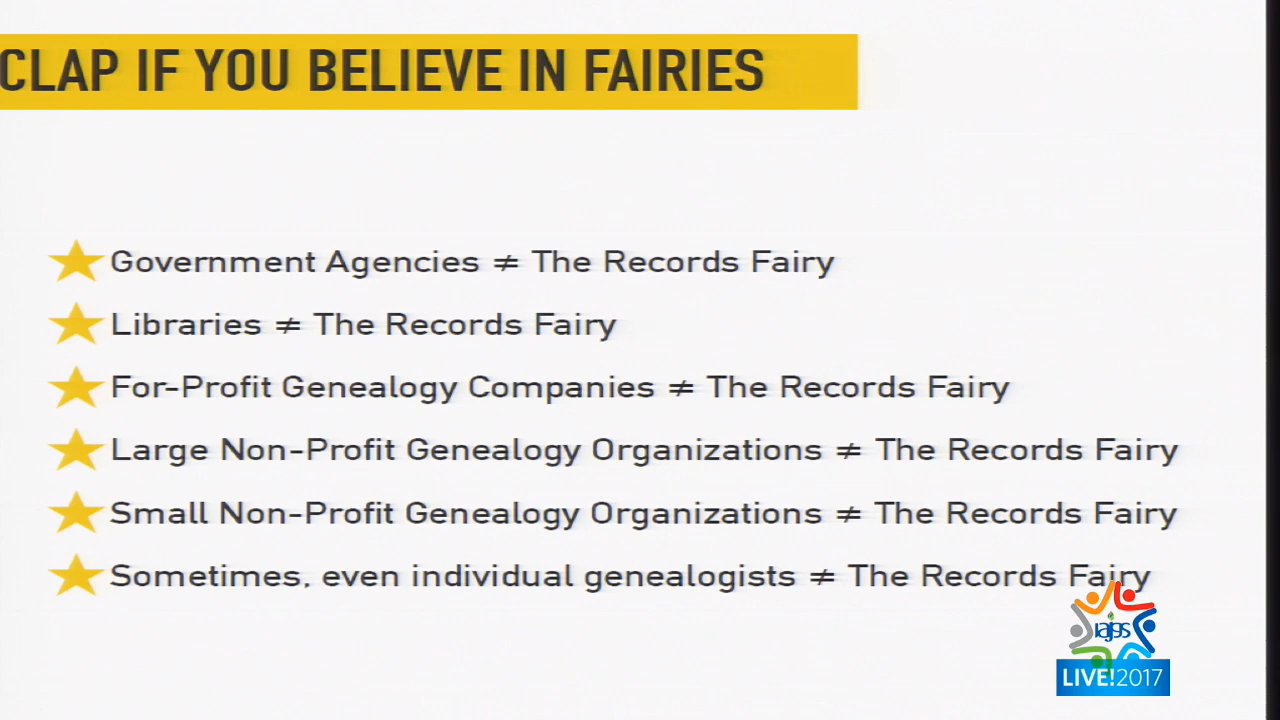 CLAP IF YOU BELIEVE IN FAIRIES
Government Agencies ≠ The Records Fairy
Libraries ≠ The Records Fairy
For-Profit Genealogy Companies ≠ The Records Fairy
Large Non-Profit Genealogy Organizations ≠ The Records Fairy
Small Non-Profit Genealogy Organizations ≠ The Records Fairy
Sometimes, even individual genealogists ≠ The Records Fairy
iajgs
LIVE!2017